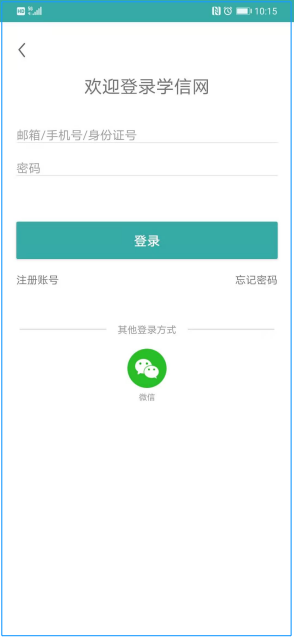 HD 5G 10:15
欢迎登录学信网
邮箱/手机号/身份证号
密码
登录
注册账号 忘记密码
其他登录方式
微信